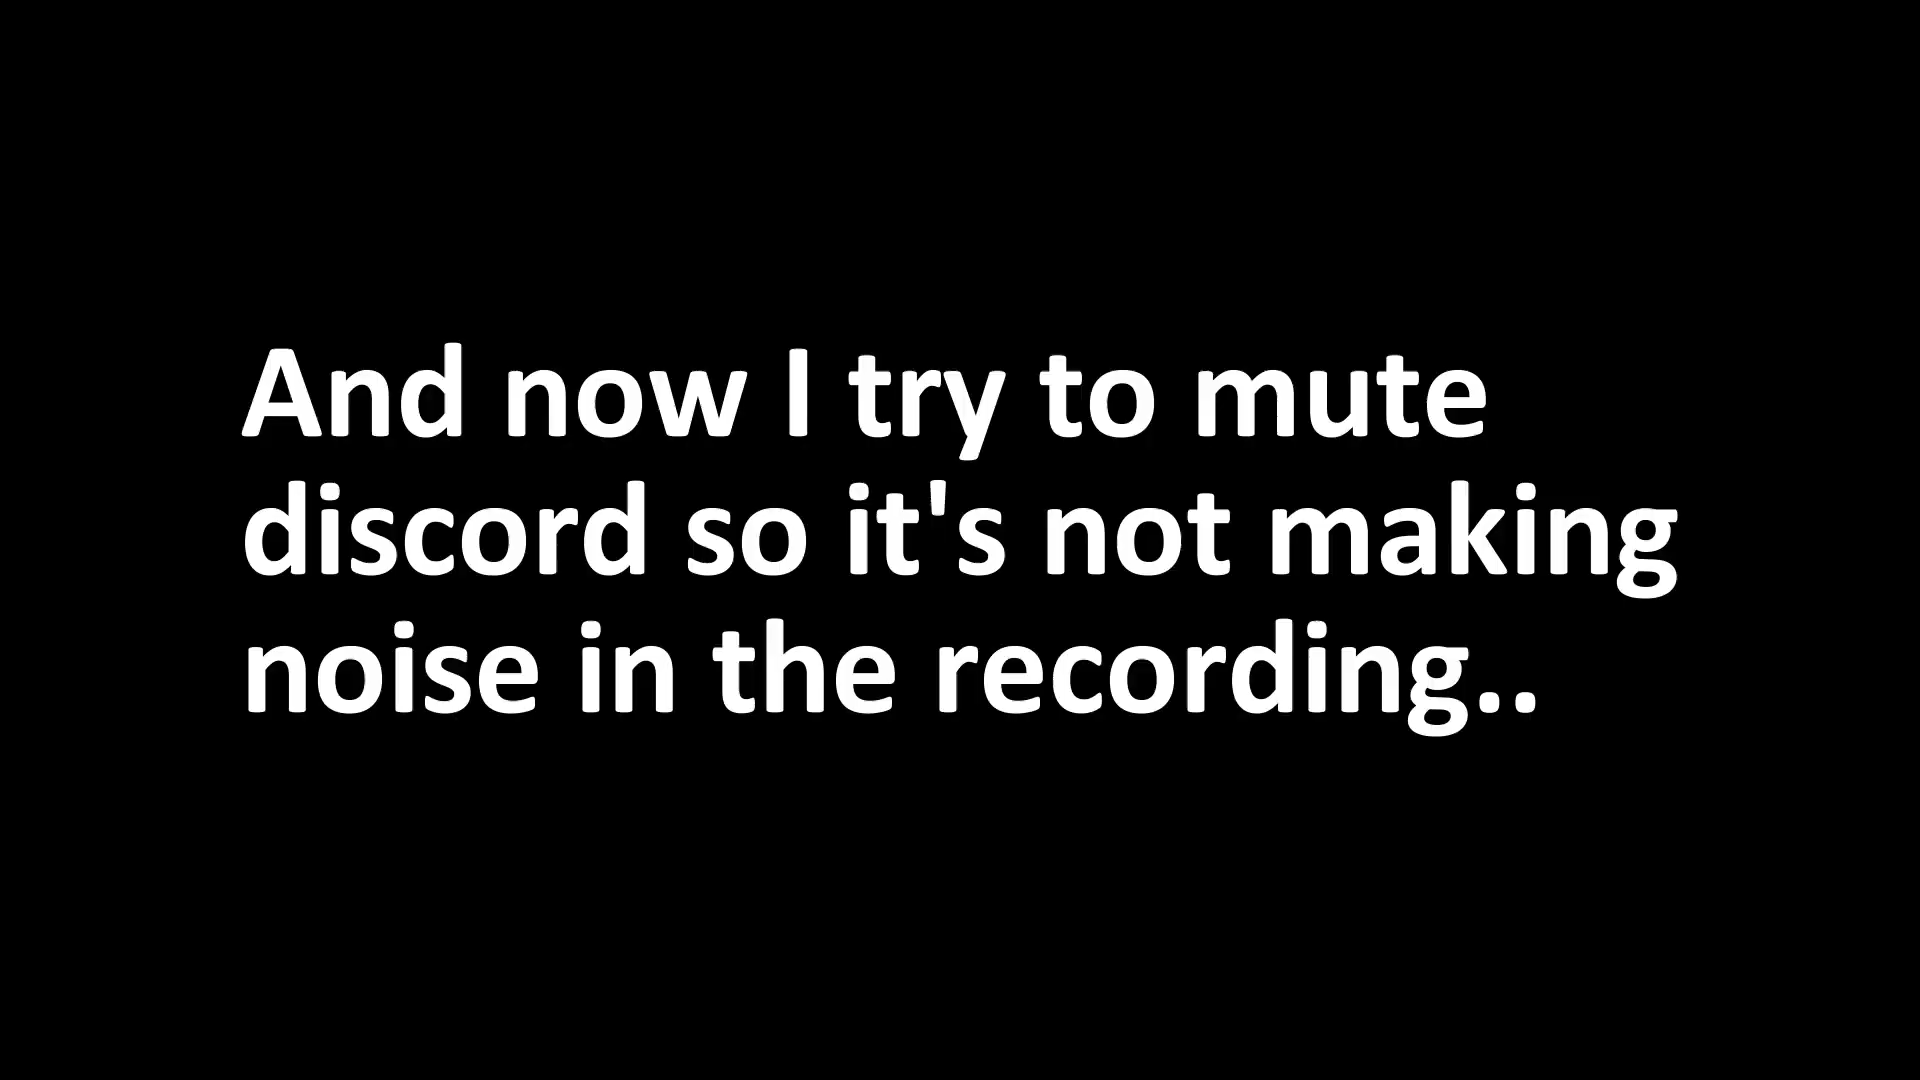 And now I try to mute
discord so it's not making
noise in the recording..